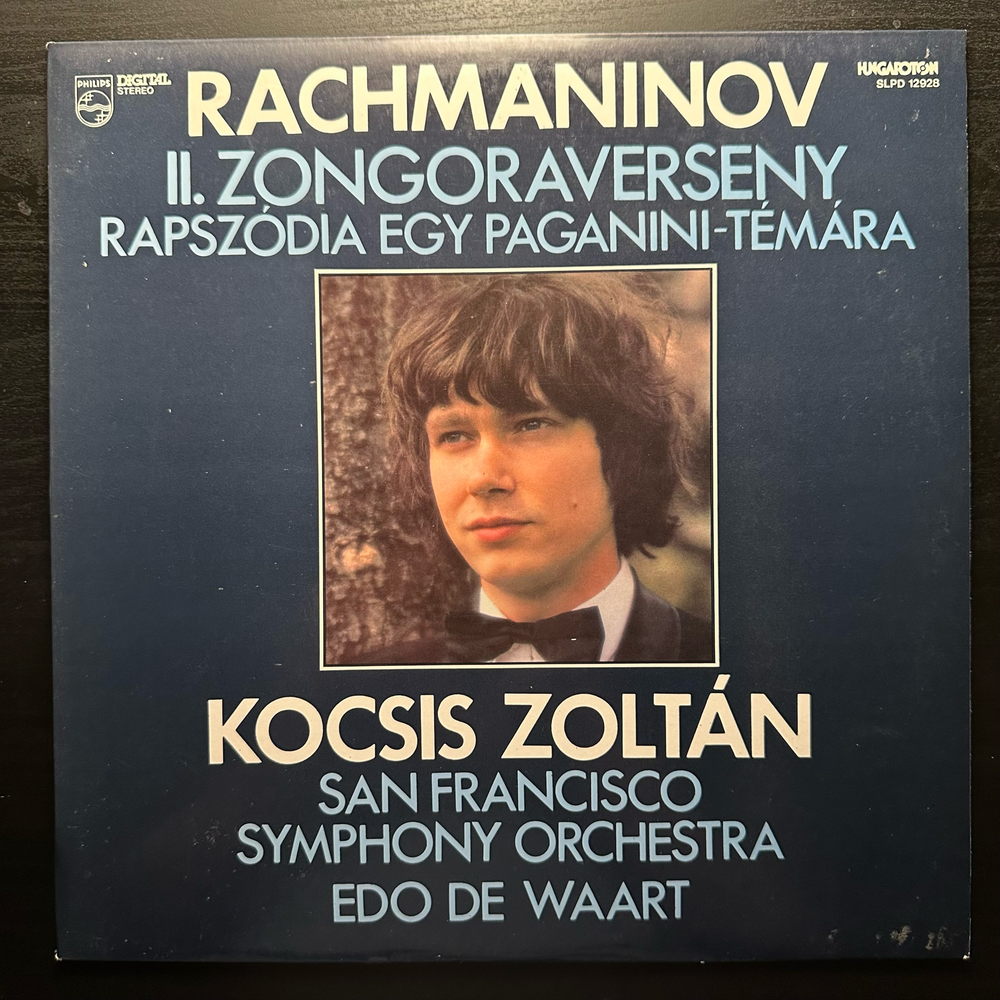 PHILIPS
DIGITAL
STEREO
HUNGAROTON
SLPD 12928
RACHMANINOV
II. ZONGORAVERSENY
RAPSZÓDIA EGY PAGANINI-TÉMÁRA
KOCSIS ZOLTÁN
SAN FRANCISCO
SYMPHONY ORCHESTRA
EDO DE WAART